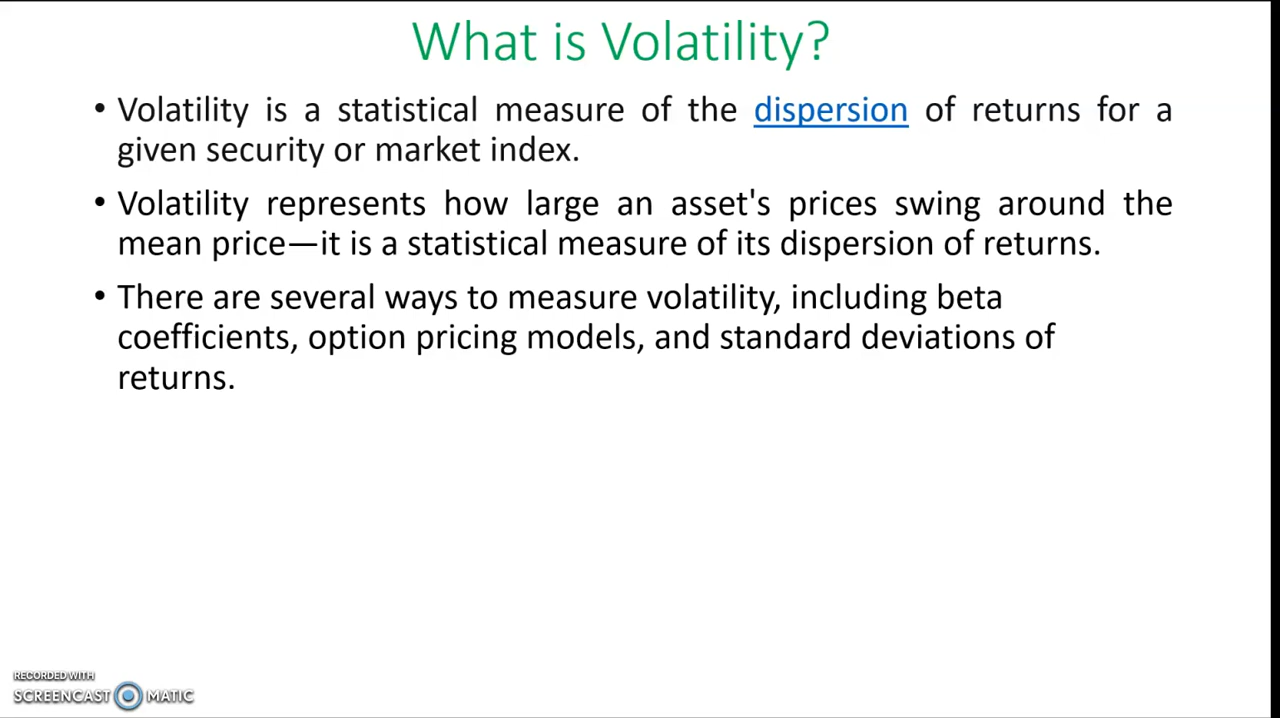 What is Volatility?
• Volatility is a statistical measure of the dispersion of returns for a
given security or market index.
• Volatility represents how large an asset's prices swing around the
mean price—it is a statistical measure of its dispersion of returns.
• There are several ways to measure volatility, including beta
coefficients, option pricing models, and standard deviations of
returns.
RECORDED WITH
SCREENCAST MATIC